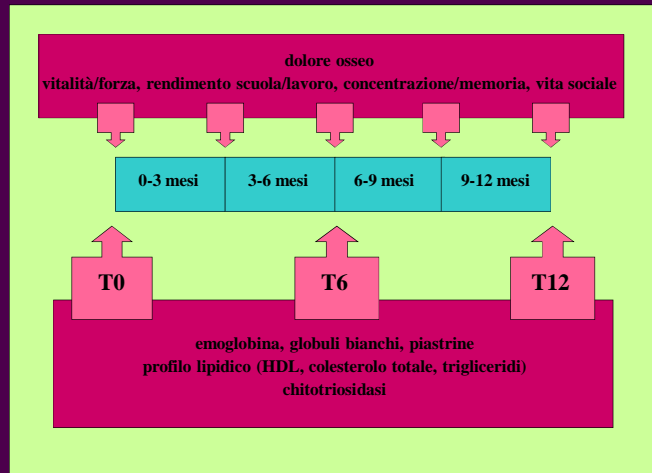 dolore osseo
vitalità/forza, rendimento scuola/lavoro, concentrazione/memoria, vita sociale
0-3 mesi
3-6 mesi
6-9 mesi
9-12 mesi
T0
T6
T12
emoglobina, globuli bianchi, piastrine
profilo lipidico (HDL, colesterolo totale, trigliceridi)
chitotriosidasi